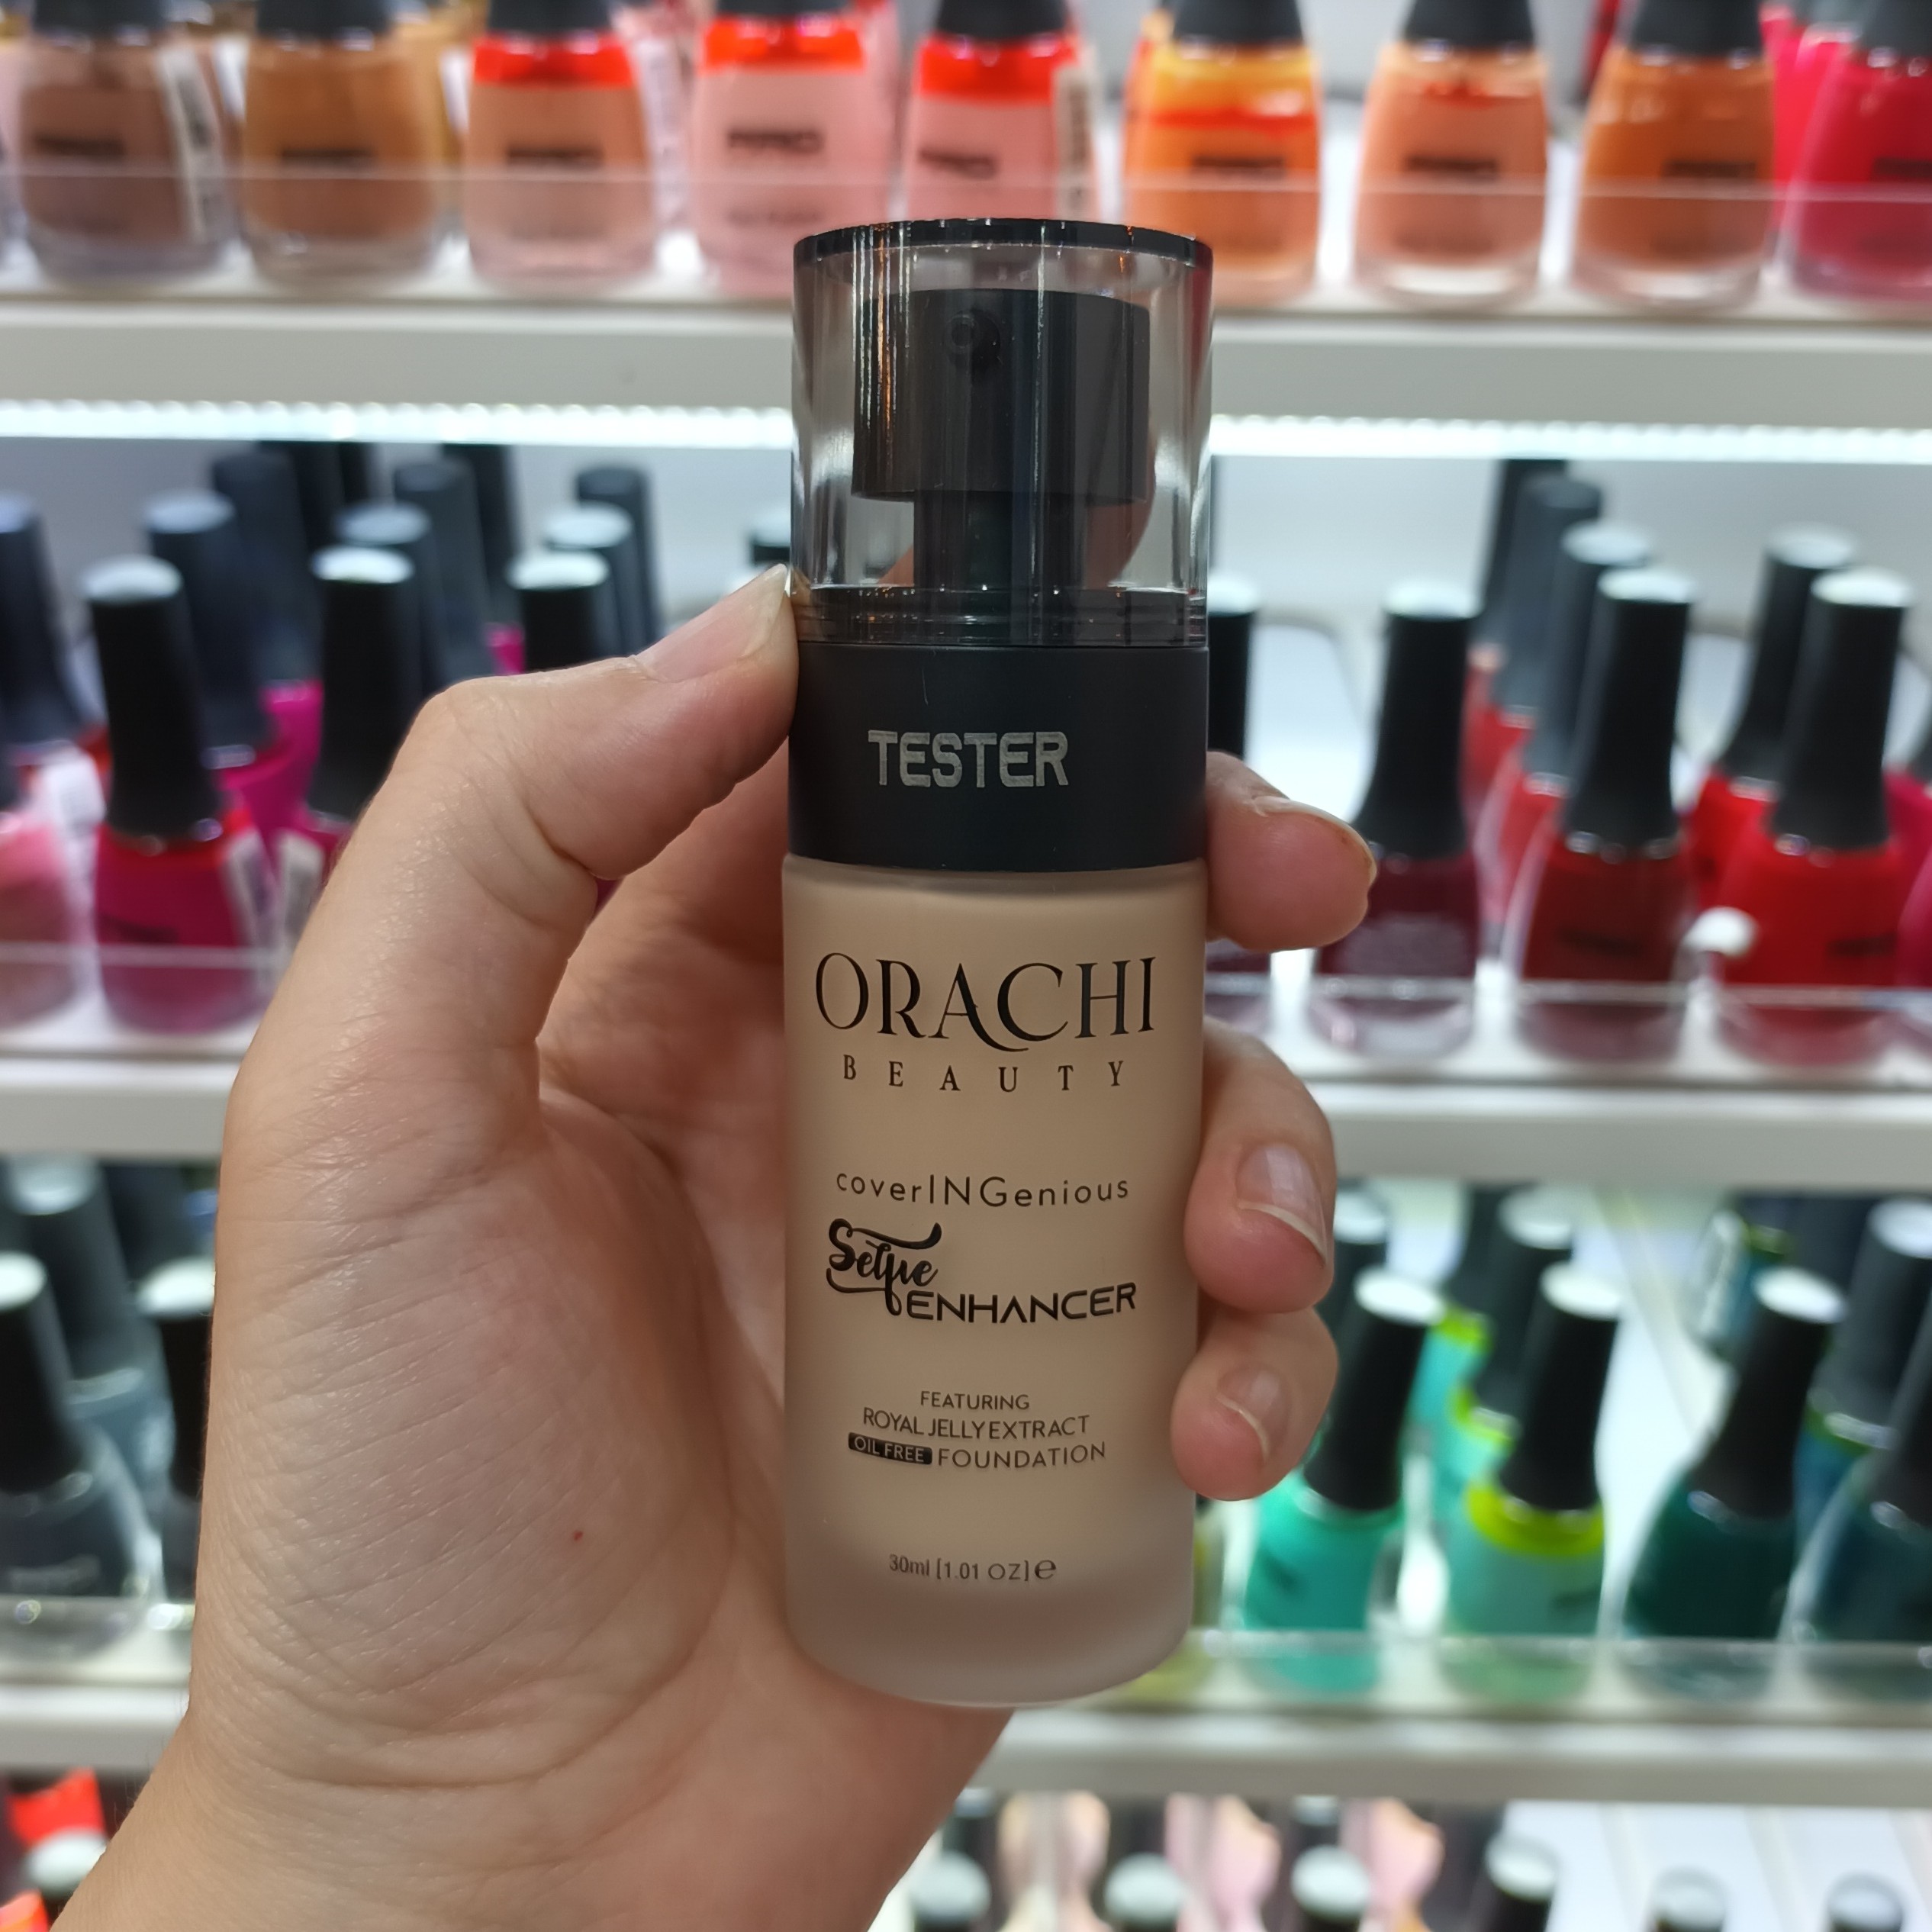 TESTER
ORACHI
BEAUTY
coverINGenious
Selfie
ENHANCER
FEATURING
ROYAL JELLY EXTRACT
OIL FREE FOUNDATION
30ml [1.01 OZ] ℮